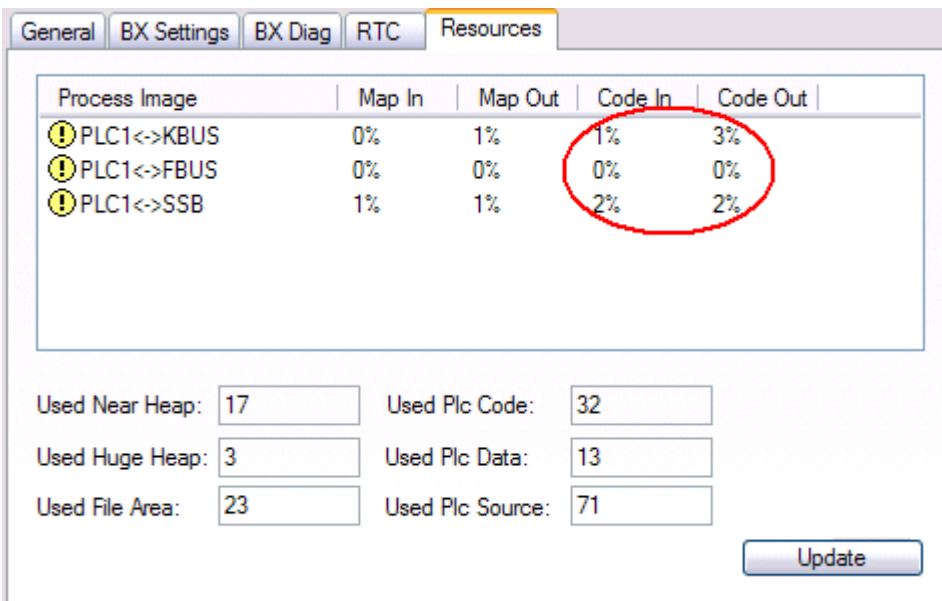 General BX Settings BX Diag RTC Resources
Process Image Map In Map Out Code In Code Out
PLC1<->KBUS 0% 1% 1% 3%
PLC1<->FBUS 0% 0% 0% 0%
PLC1<->SSB 1% 1% 2% 2%
Used Near Heap: 17 Used Plc Code: 32
Used Huge Heap: 3 Used Plc Data: 13
Used File Area: 23 Used Plc Source: 71
Update